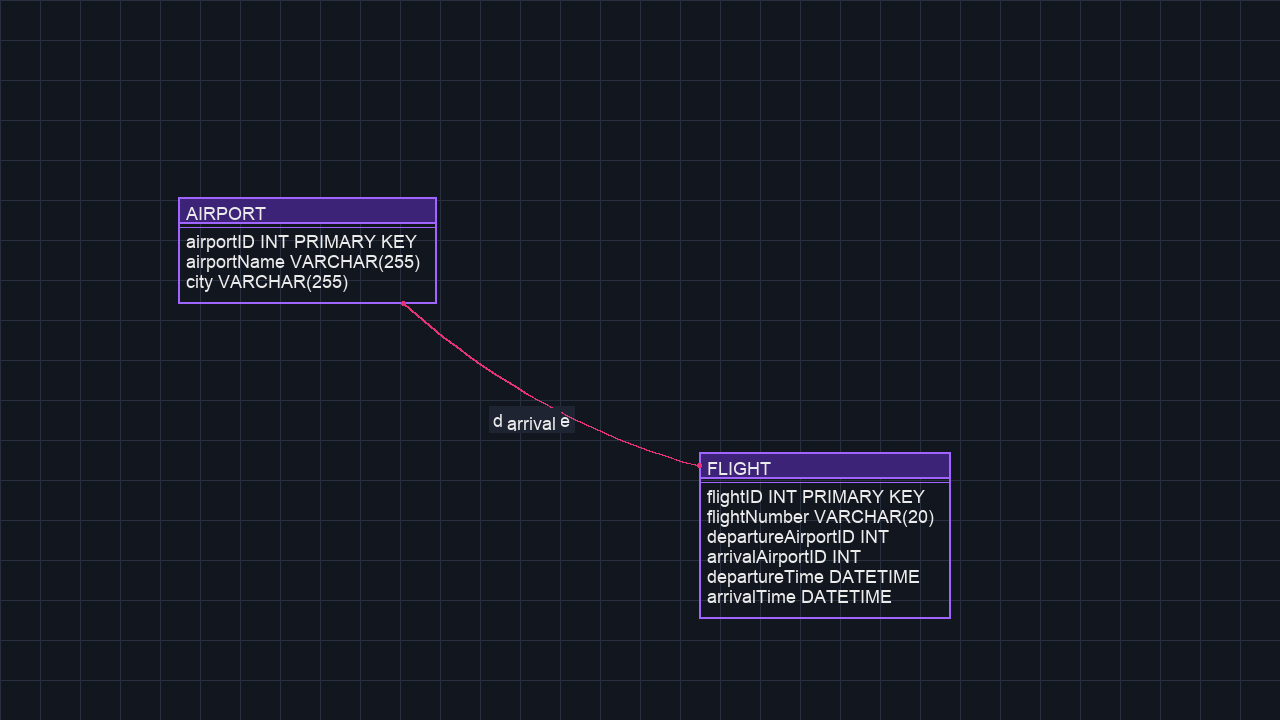 AIRPORT
airportID INT PRIMARY KEY
airportName VARCHAR(255)
city VARCHAR(255)
arrival
FLIGHT
flightID INT PRIMARY KEY
flightNumber VARCHAR(20)
departureAirportID INT
arrivalAirportID INT
departureTime DATETIME
arrivalTime DATETIME